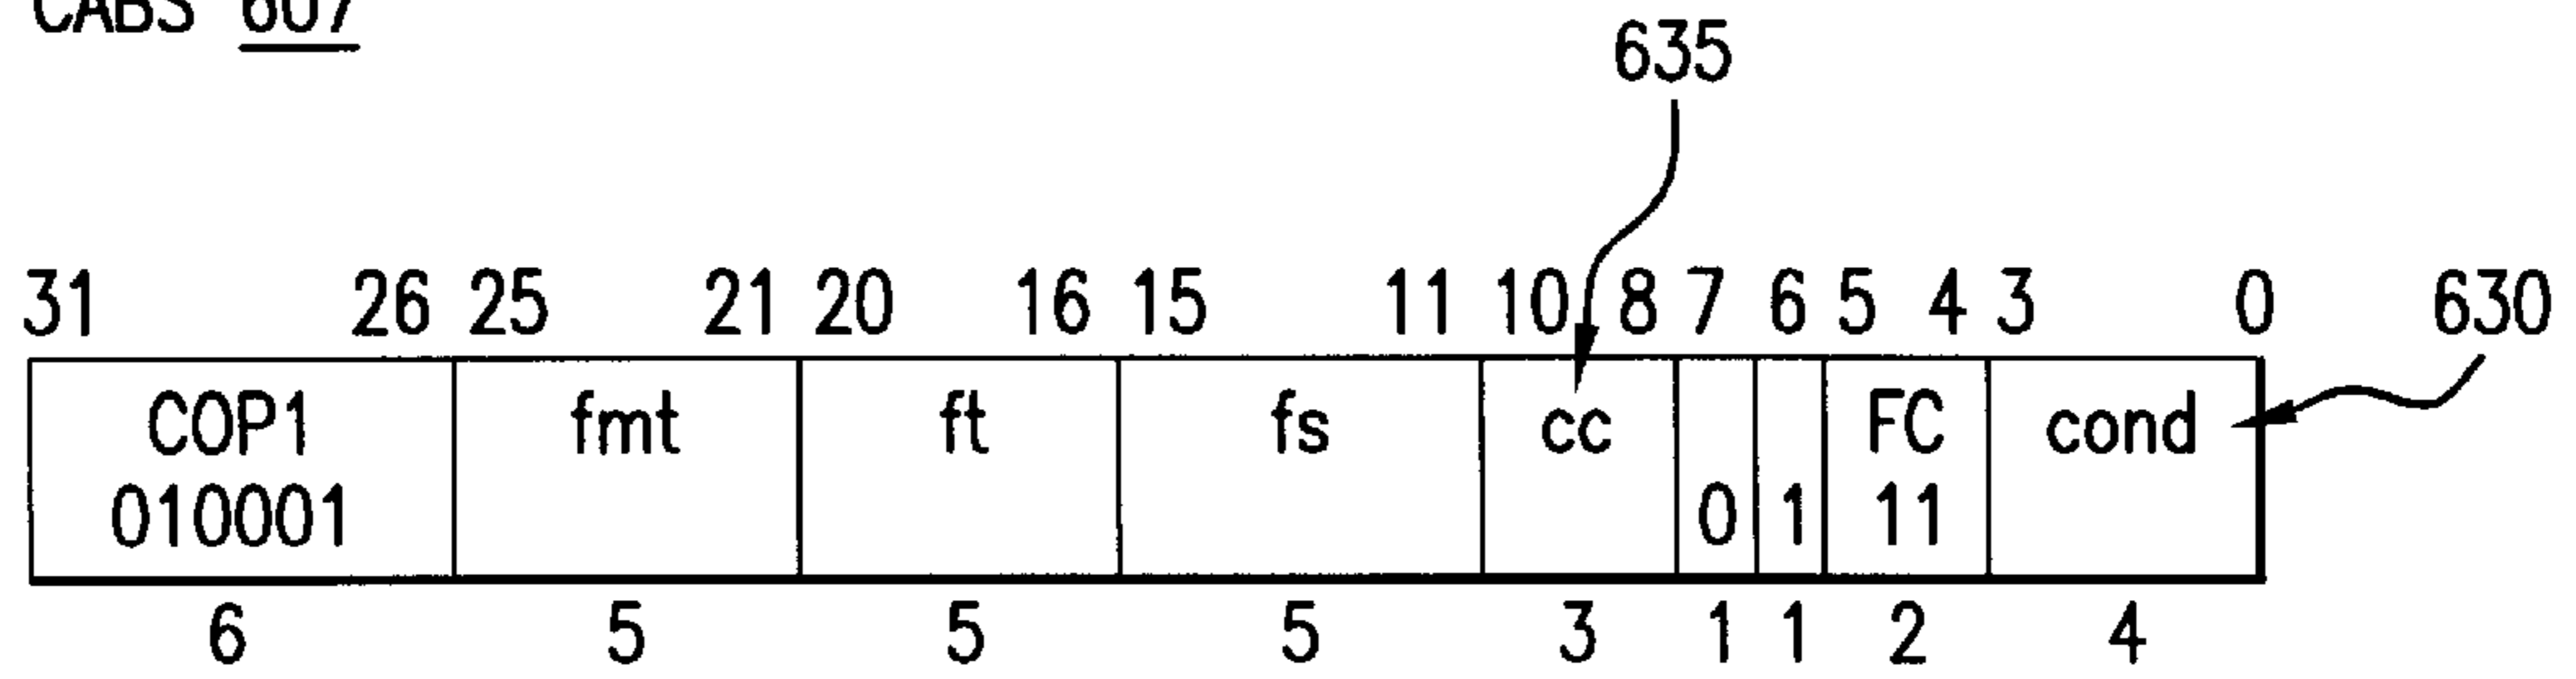 CABS 607
635
31 26 25 21 20 16 15 11 10 8 7 6 5 4 3 0 630
COP1 fmt ft fs cc FC cond
010001 0 1 11
6 5 5 5 3 1 1 2 4